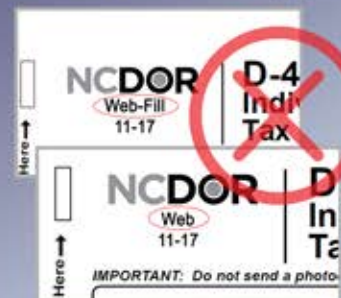 NCDOR
Web-Fill
11-17
D-4
Indi
Tax
Here
NCDOR
Web
11-17
D
In
Ta
Here
IMPORTANT: Do not send a photo